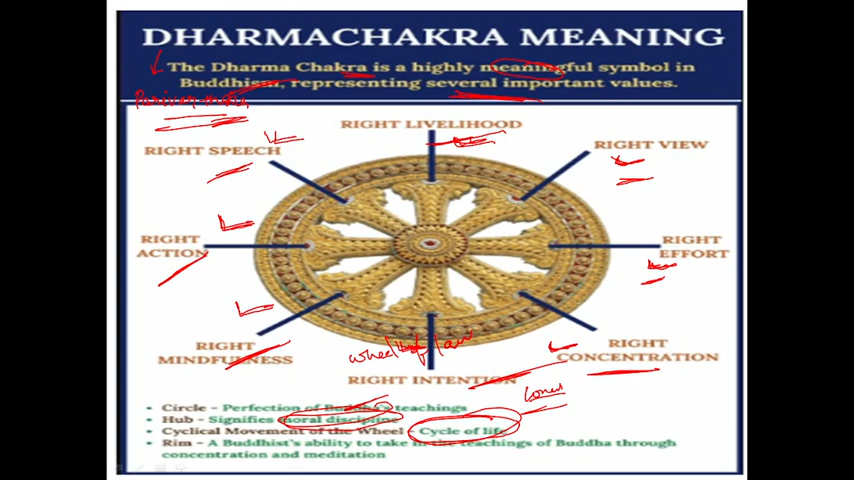 DHARMACHAKRA MEANING
The Dharma Chakra is a highly meaningful symbol in
Buddhism, representing several important values.
RIGHT LIVELIHOOD
RIGHT SPEECH
RIGHT VIEW
RIGHT
ACTION
RIGHT
EFFORT
RIGHT
MINDFULNESS
RIGHT
CONCENTRATION
wheel of law
RIGHT INTENTION
• Circle - Perfection of Buddha's teachings
• Hub - Signifies moral discipline
• Cyclical Movement of the Wheel - Cycle of life
• Rim - A Buddhist's ability to take in the teachings of Buddha through
concentration and meditation